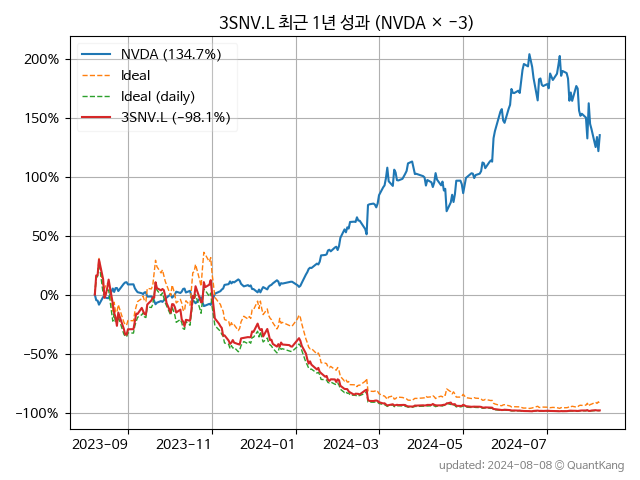 3SNV.L 최근 1년 성과 (NVDA × −3)
NVDA (134.7%)
Ideal
Ideal (daily)
3SNV.L (−98.1%)
200%
150%
100%
50%
0%
−50%
−100%
2023-09
2023-11
2024-01
2024-03
2024-05
2024-07
updated: 2024-08-08 © QuantKang